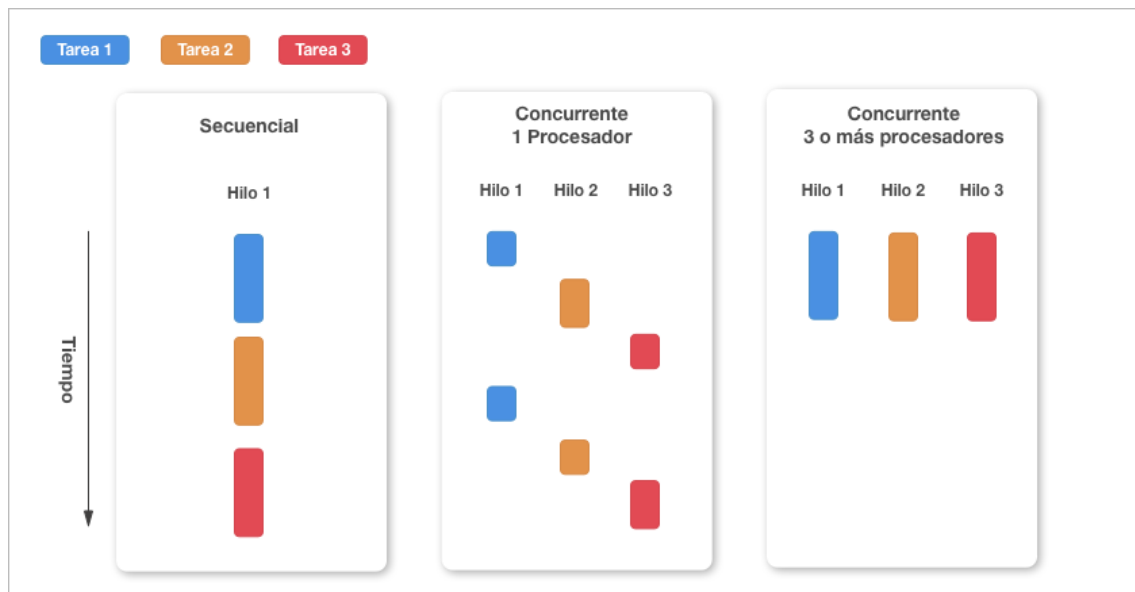 Tarea 1
Tarea 2
Tarea 3
Secuencial
Hilo 1
Concurrente
1 Procesador
Hilo 1
Hilo 2
Hilo 3
Concurrente
3 o más procesadores
Hilo 1
Hilo 2
Hilo 3
Tiempo